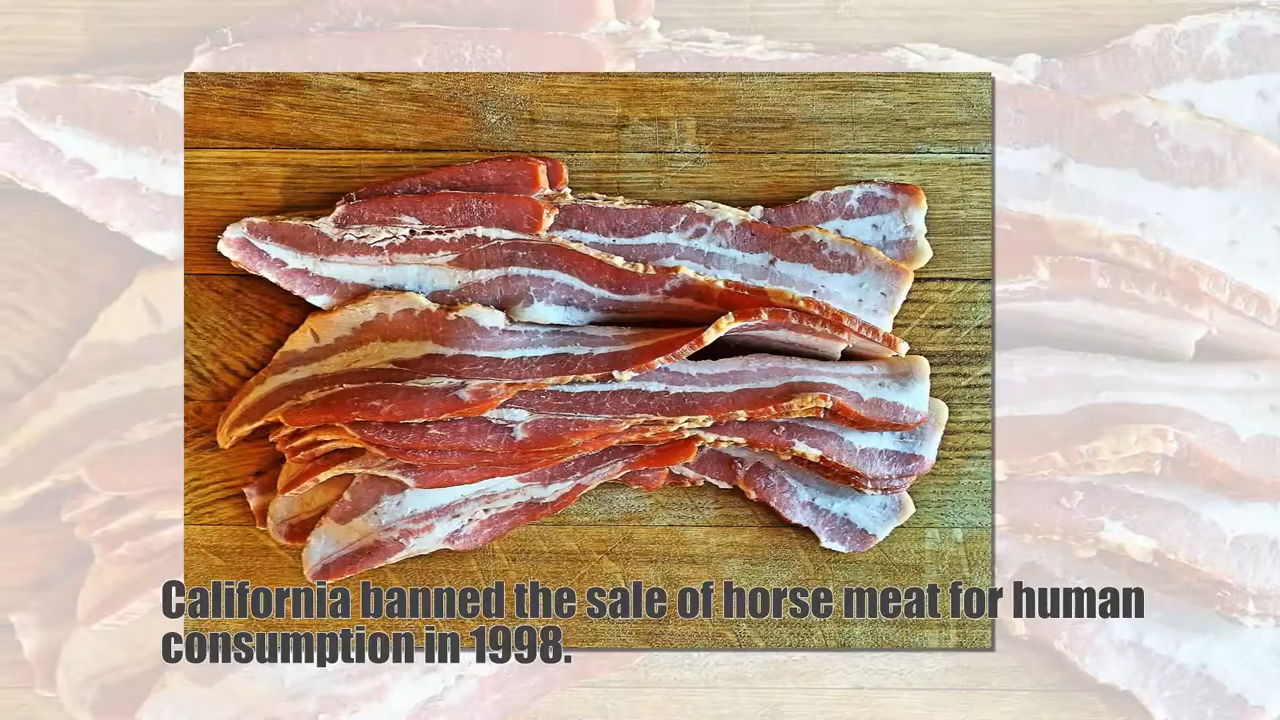 California banned the sale of horse meat for human
consumption in 1998.